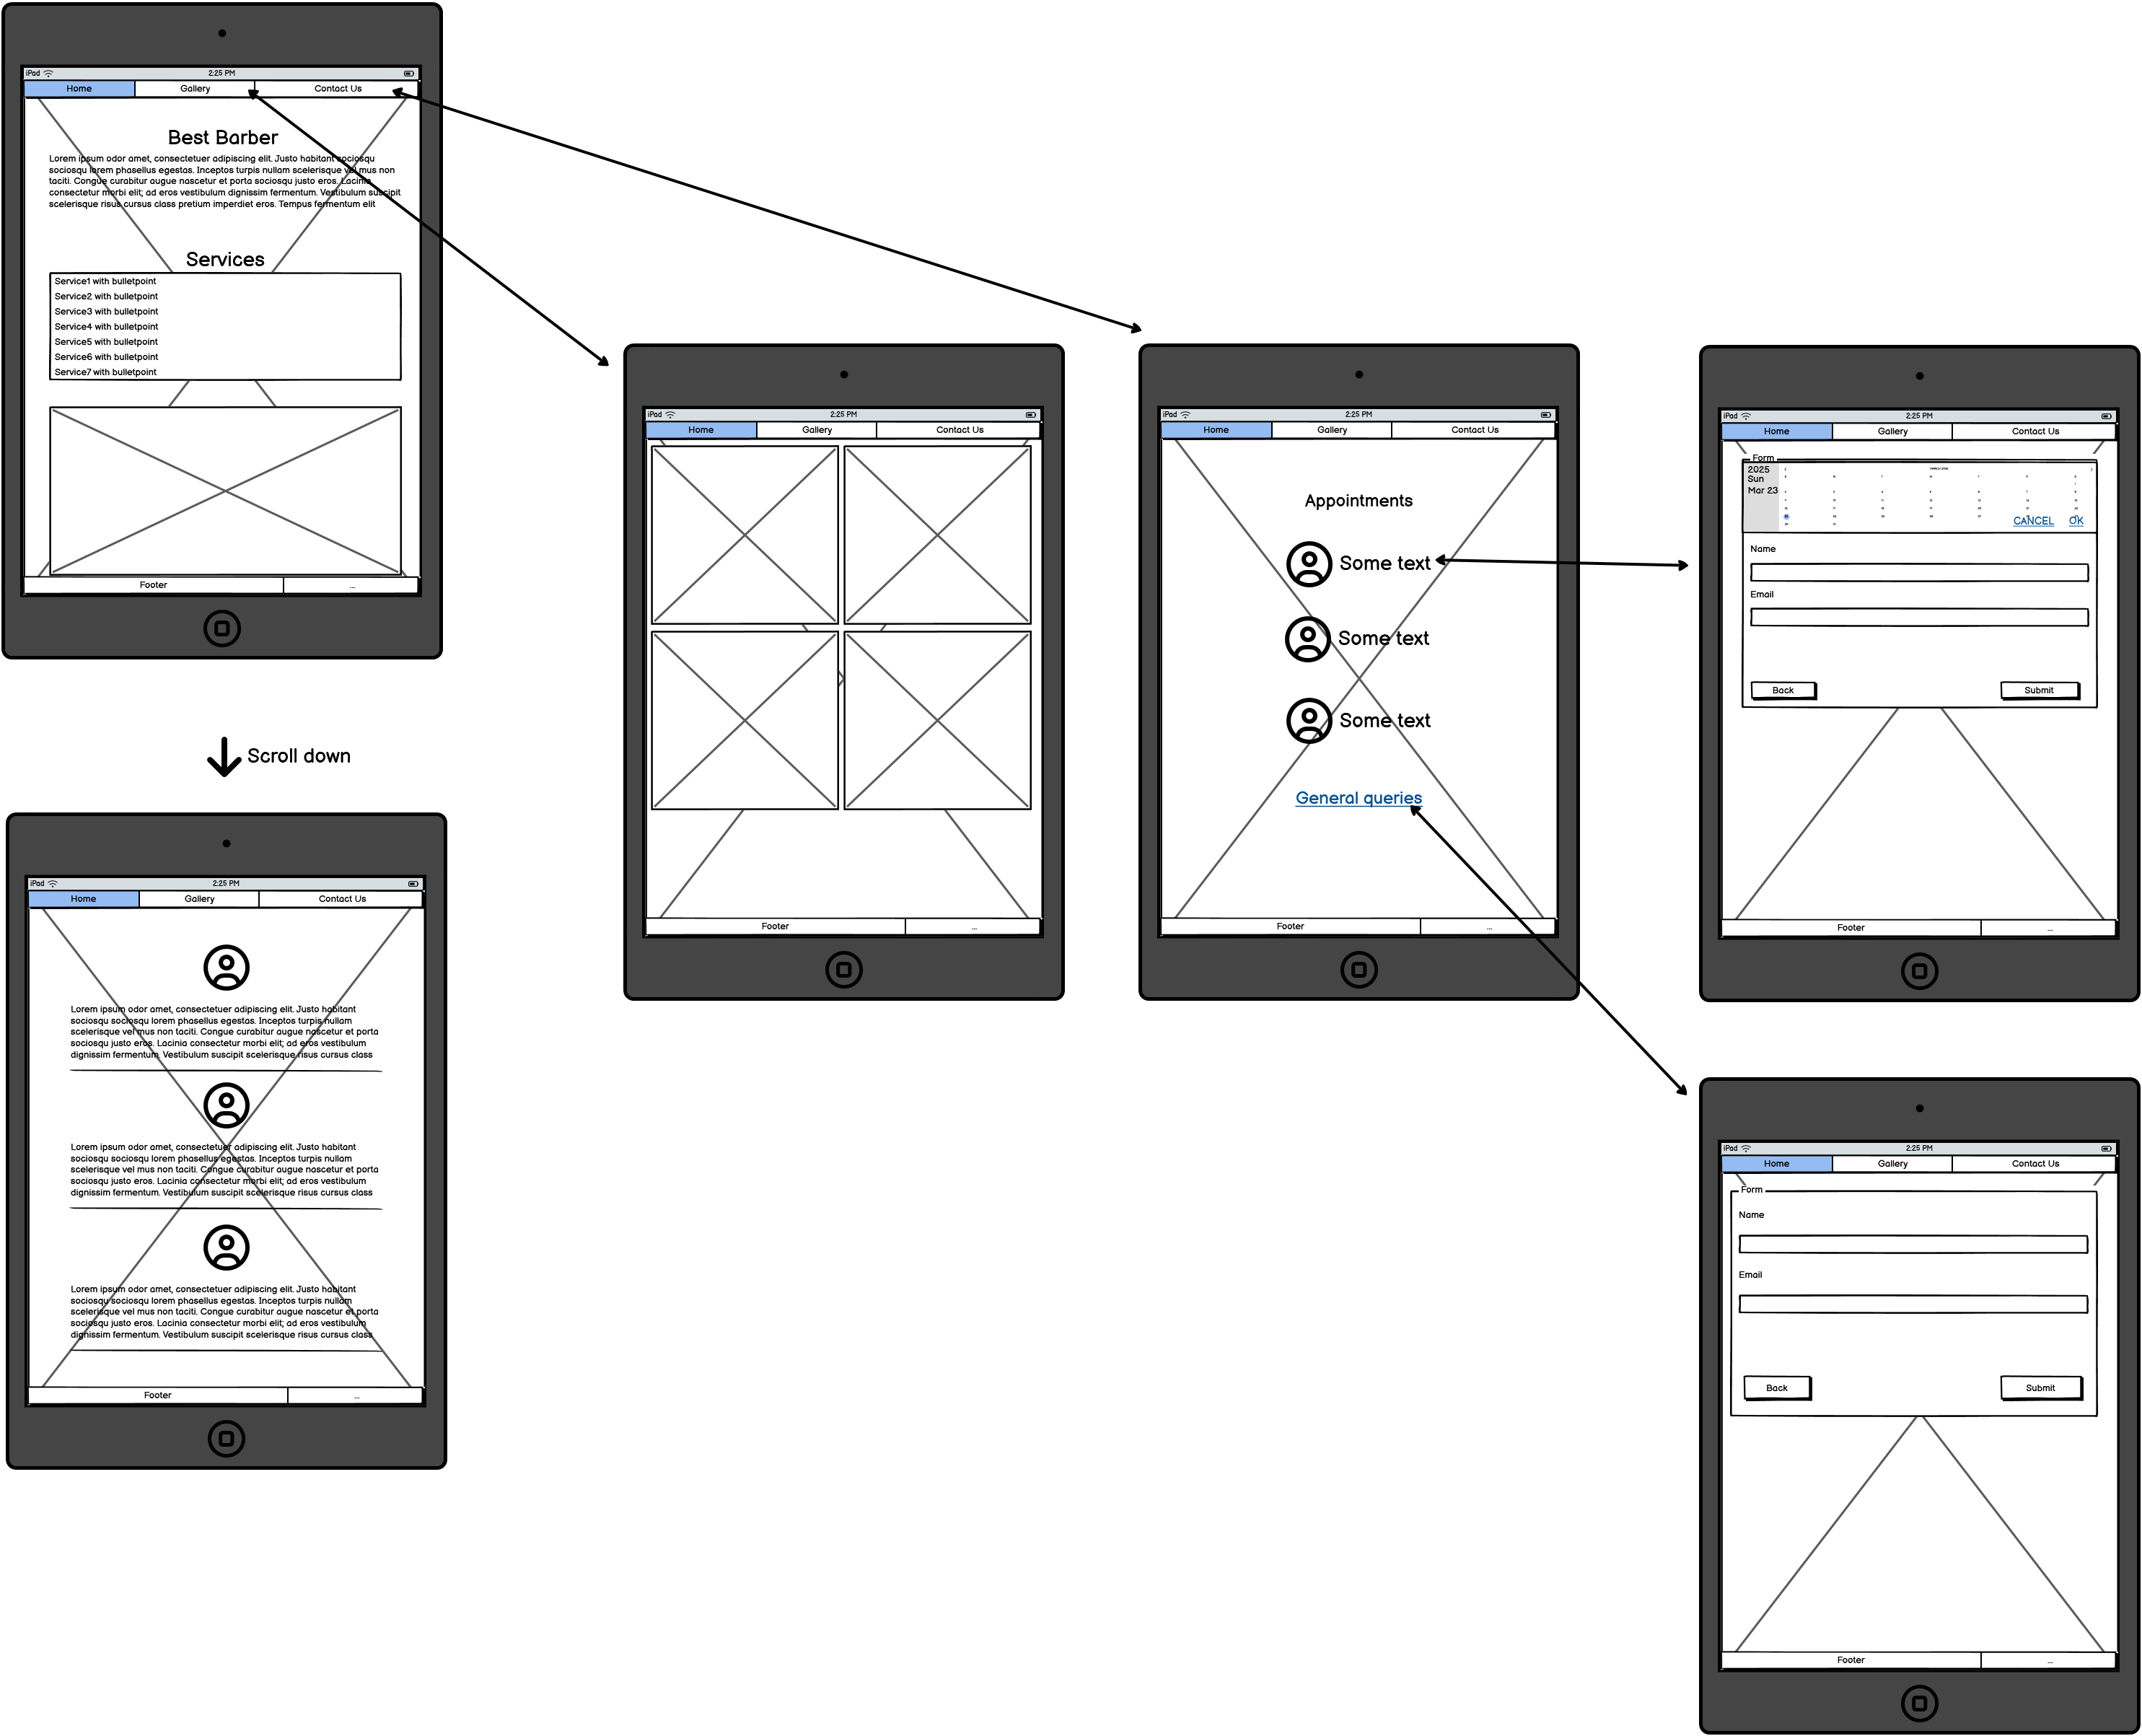 iPad 2:25 PM
Home Gallery Contact Us
Best Barber
Lorem ipsum odor amet, consectetuer adipiscing elit. Justo habitant sociosqu
sociosqu lorem phasellus egestas. Inceptos turpis nullam scelerisque vel mus non
taciti. Congue curabitur augue nascetur et porta sociosqu justo eros. Lacinia
consectetur morbi elit; ad eros vestibulum dignissim fermentum. Vestibulum suscipit
scelerisque risus cursus class pretium imperdiet eros. Tempus fermentum elit
Services
Service1 with bulletpoint
Service2 with bulletpoint
Service3 with bulletpoint
Service4 with bulletpoint
Service5 with bulletpoint
Service6 with bulletpoint
Service7 with bulletpoint
Footer ...
Scroll down
iPad 2:25 PM
Home Gallery Contact Us
Lorem ipsum odor amet, consectetuer adipiscing elit. Justo habitant
sociosqu sociosqu lorem phasellus egestas. Inceptos turpis nullam
scelerisque vel mus non taciti. Congue curabitur augue nascetur et porta
sociosqu justo eros. Lacinia consectetur morbi elit; ad eros vestibulum
dignissim fermentum. Vestibulum suscipit scelerisque risus cursus class
Lorem ipsum odor amet, consectetuer adipiscing elit. Justo habitant
sociosqu sociosqu lorem phasellus egestas. Inceptos turpis nullam
scelerisque vel mus non taciti. Congue curabitur augue nascetur et porta
sociosqu justo eros. Lacinia consectetur morbi elit; ad eros vestibulum
dignissim fermentum. Vestibulum suscipit scelerisque risus cursus class
Lorem ipsum odor amet, consectetuer adipiscing elit. Justo habitant
sociosqu sociosqu lorem phasellus egestas. Inceptos turpis nullam
scelerisque vel mus non taciti. Congue curabitur augue nascetur et porta
sociosqu justo eros. Lacinia consectetur morbi elit; ad eros vestibulum
dignissim fermentum. Vestibulum suscipit scelerisque risus cursus class
Footer ...
iPad 2:25 PM
Home Gallery Contact Us
Footer ...
iPad 2:25 PM
Home Gallery Contact Us
Appointments
Some text
Some text
Some text
General queries
Footer ...
iPad 2:25 PM
Home Gallery Contact Us
Form
2025
Sun
Mar 23
CANCEL OK
Name
Email
Back Submit
Footer ...
iPad 2:25 PM
Home Gallery Contact Us
Form
Name
Email
Back Submit
Footer ...